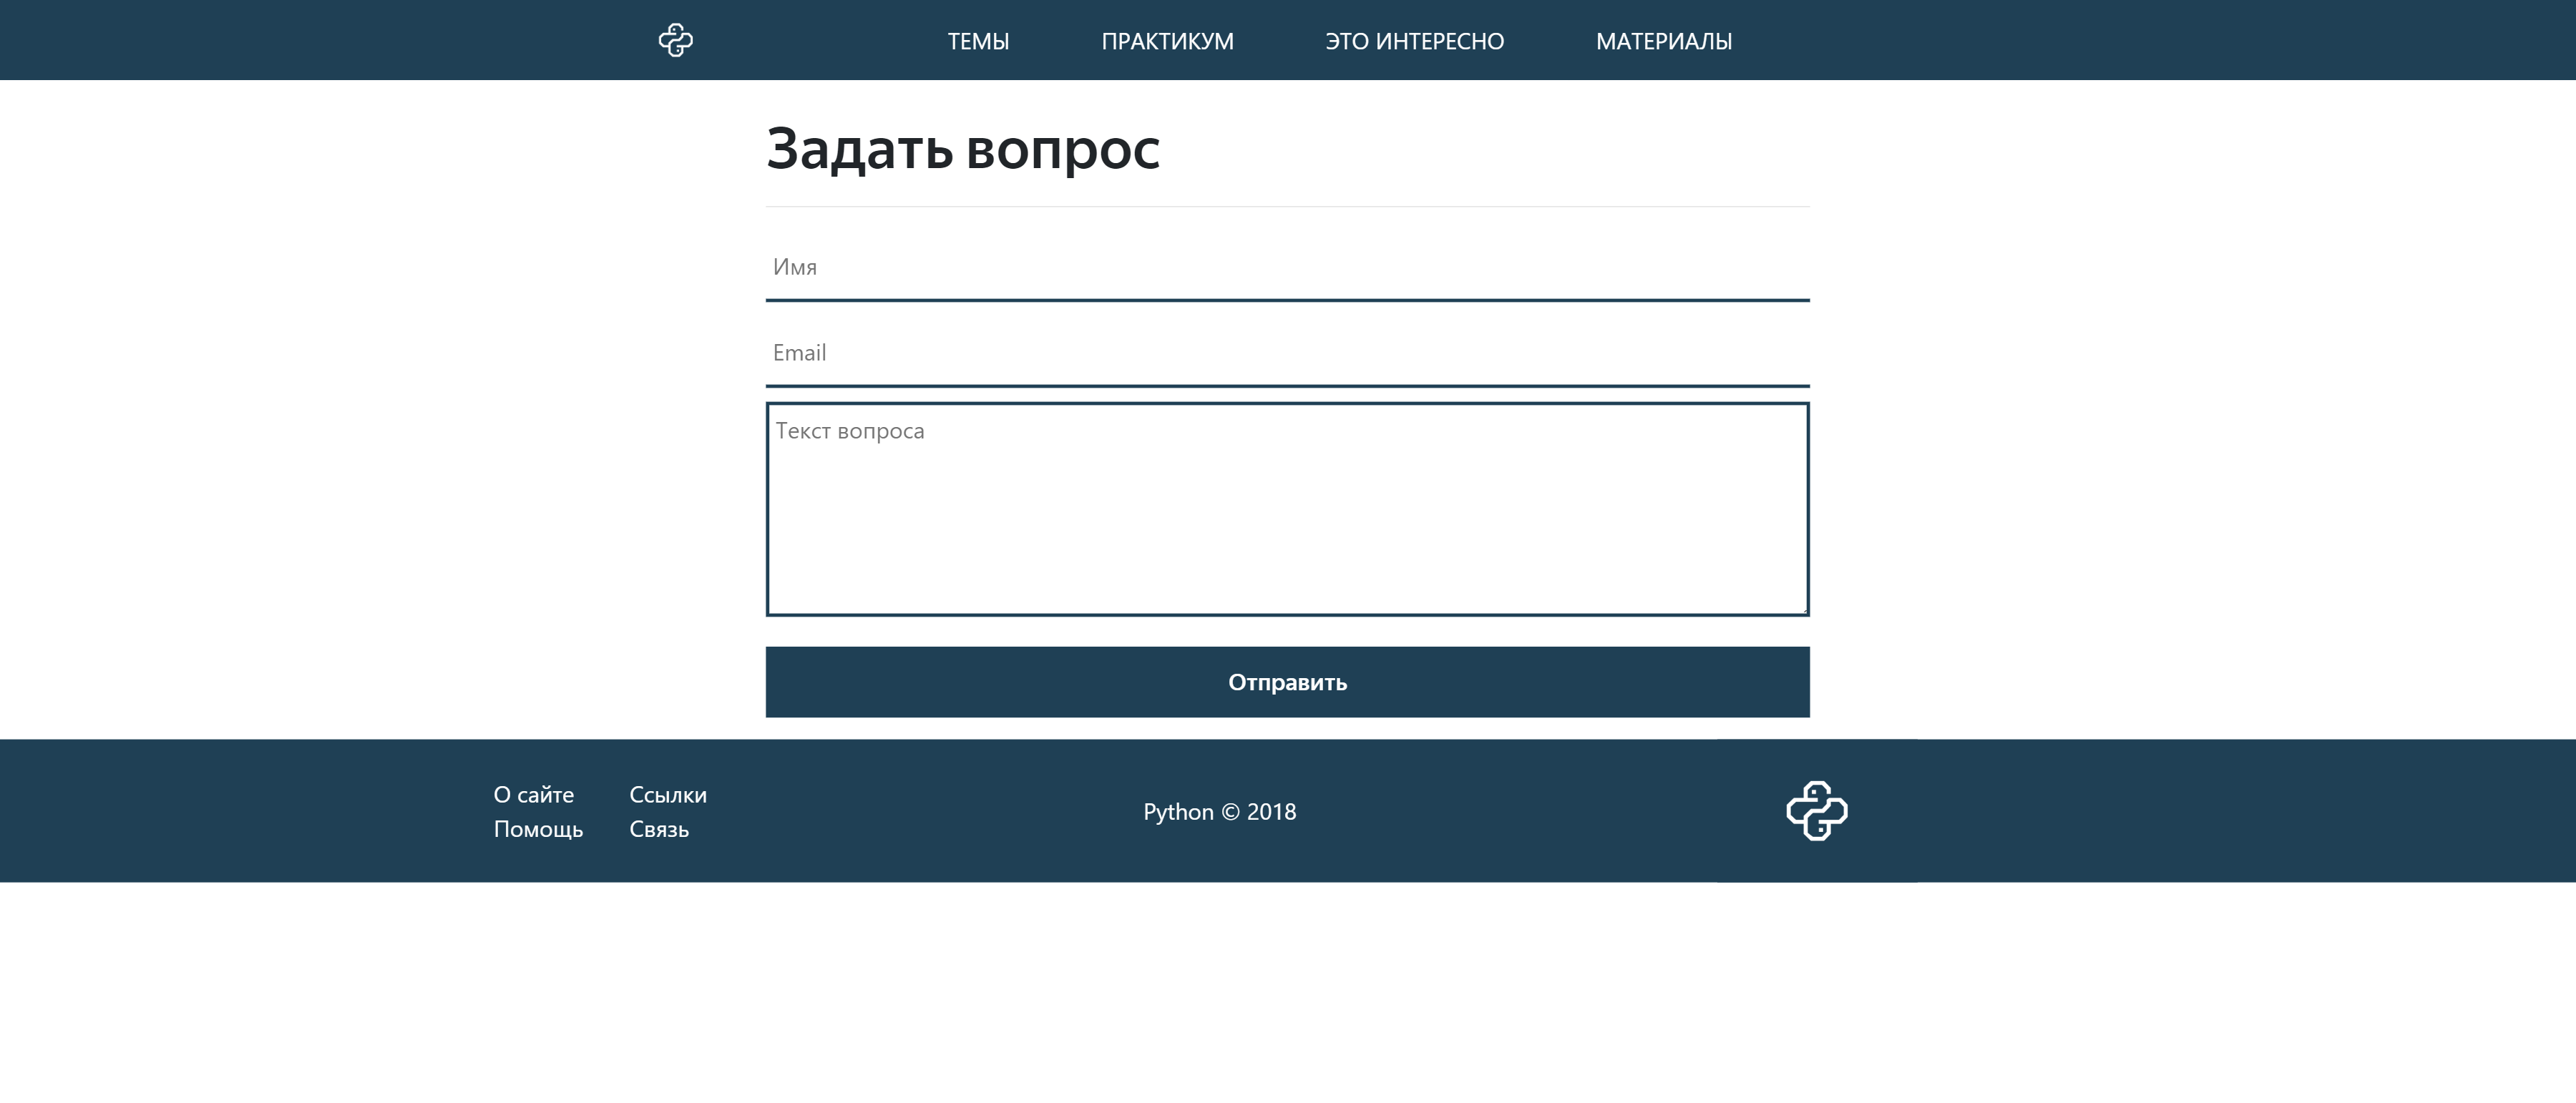 ТЕМЫ ПРАКТИКУМ ЭТО ИНТЕРЕСНО МАТЕРИАЛЫ
Задать вопрос
Имя
Email
Текст вопроса
Отправить
О сайте Ссылки
Помощь Связь
Python © 2018